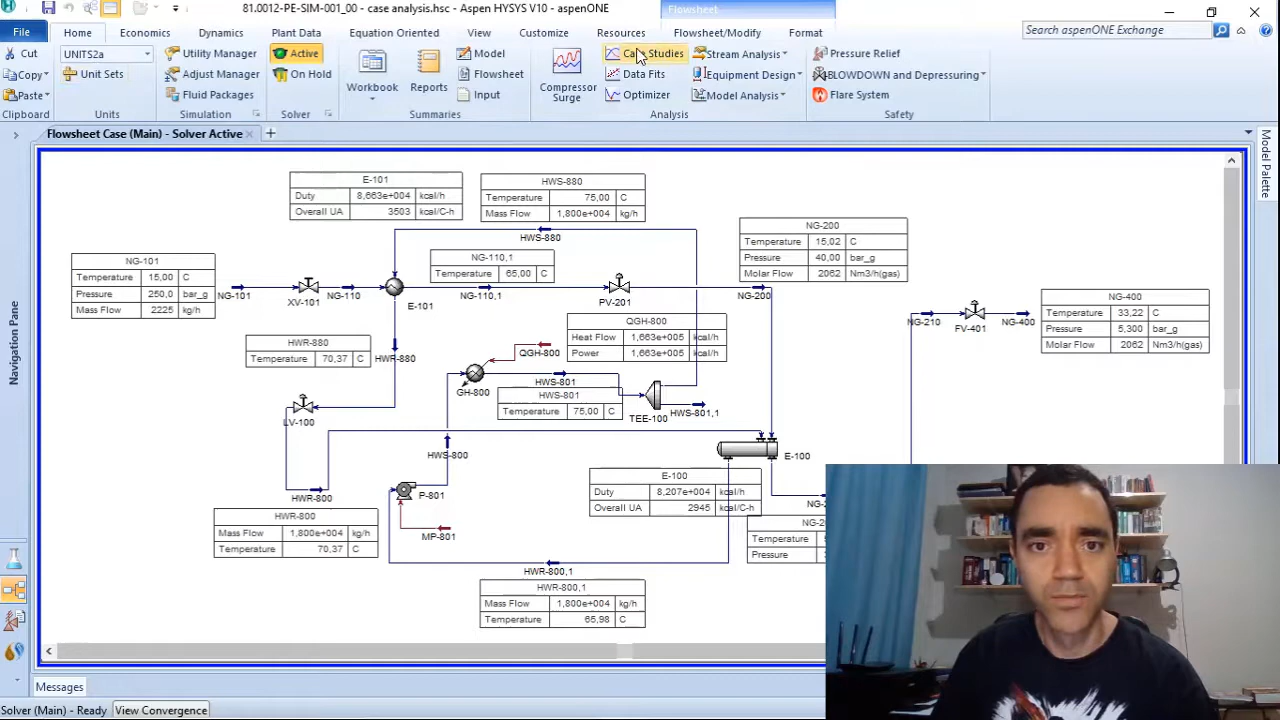 81.0012-PE-SIM-001_00 - case analysis.hsc - Aspen HYSYS V10 - aspenONE
Flowsheet
File
Home
Economics
Dynamics
Plant Data
Equation Oriented
View
Customize
Resources
Flowsheet/Modify
Format
Search aspenONE Exchange
Cut
Copy
Paste
Clipboard
UNITS2a
Unit Sets
Units
Utility Manager
Adjust Manager
Fluid Packages
Simulation
Active
On Hold
Solver
Workbook
Reports
Model
Flowsheet
Input
Summaries
Compressor
Surge
Case Studies
Data Fits
Optimizer
Stream Analysis
Equipment Design
Model Analysis
Analysis
Pressure Relief
BLOWDOWN and Depressuring
Flare System
Safety
Flowsheet Case (Main) - Solver Active
Navigation Pane
Model Palette
E-101
Duty 8,663e+004 kcal/h
Overall UA 3503 kcal/C-h
HWS-880
Temperature 75,00 C
Mass Flow 1,800e+004 kg/h
HWS-880
NG-200
Temperature 15,02 C
Pressure 40,00 bar_g
Molar Flow 2062 Nm3/h(gas)
NG-101
Temperature 15,00 C
Pressure 250,0 bar_g
Mass Flow 2225 kg/h
NG-110,1
Temperature 65,00 C
NG-101
XV-101
NG-110
E-101
NG-110,1
PV-201
NG-200
NG-400
Temperature 33,22 C
Pressure 5,300 bar_g
Molar Flow 2062 Nm3/h(gas)
NG-210
FV-401
NG-400
QGH-800
Heat Flow 1,663e+005 kcal/h
Power 1,663e+005 kcal/h
HWR-880
Temperature 70,37 C
HWR-880
QGH-800
GH-800
HWS-801
HWS-801
Temperature 75,00 C
TEE-100
HWS-801,1
LV-100
HWS-800
E-100
HWR-800
P-801
E-100
Duty 8,207e+004 kcal/h
Overall UA 2945 kcal/C-h
HWR-800
Mass Flow 1,800e+004 kg/h
Temperature 70,37 C
MP-801
Temperature
Pressure
HWR-800,1
HWR-800,1
Mass Flow 1,800e+004 kg/h
Temperature 65,98 C
Messages
Solver (Main) - Ready
View Convergence